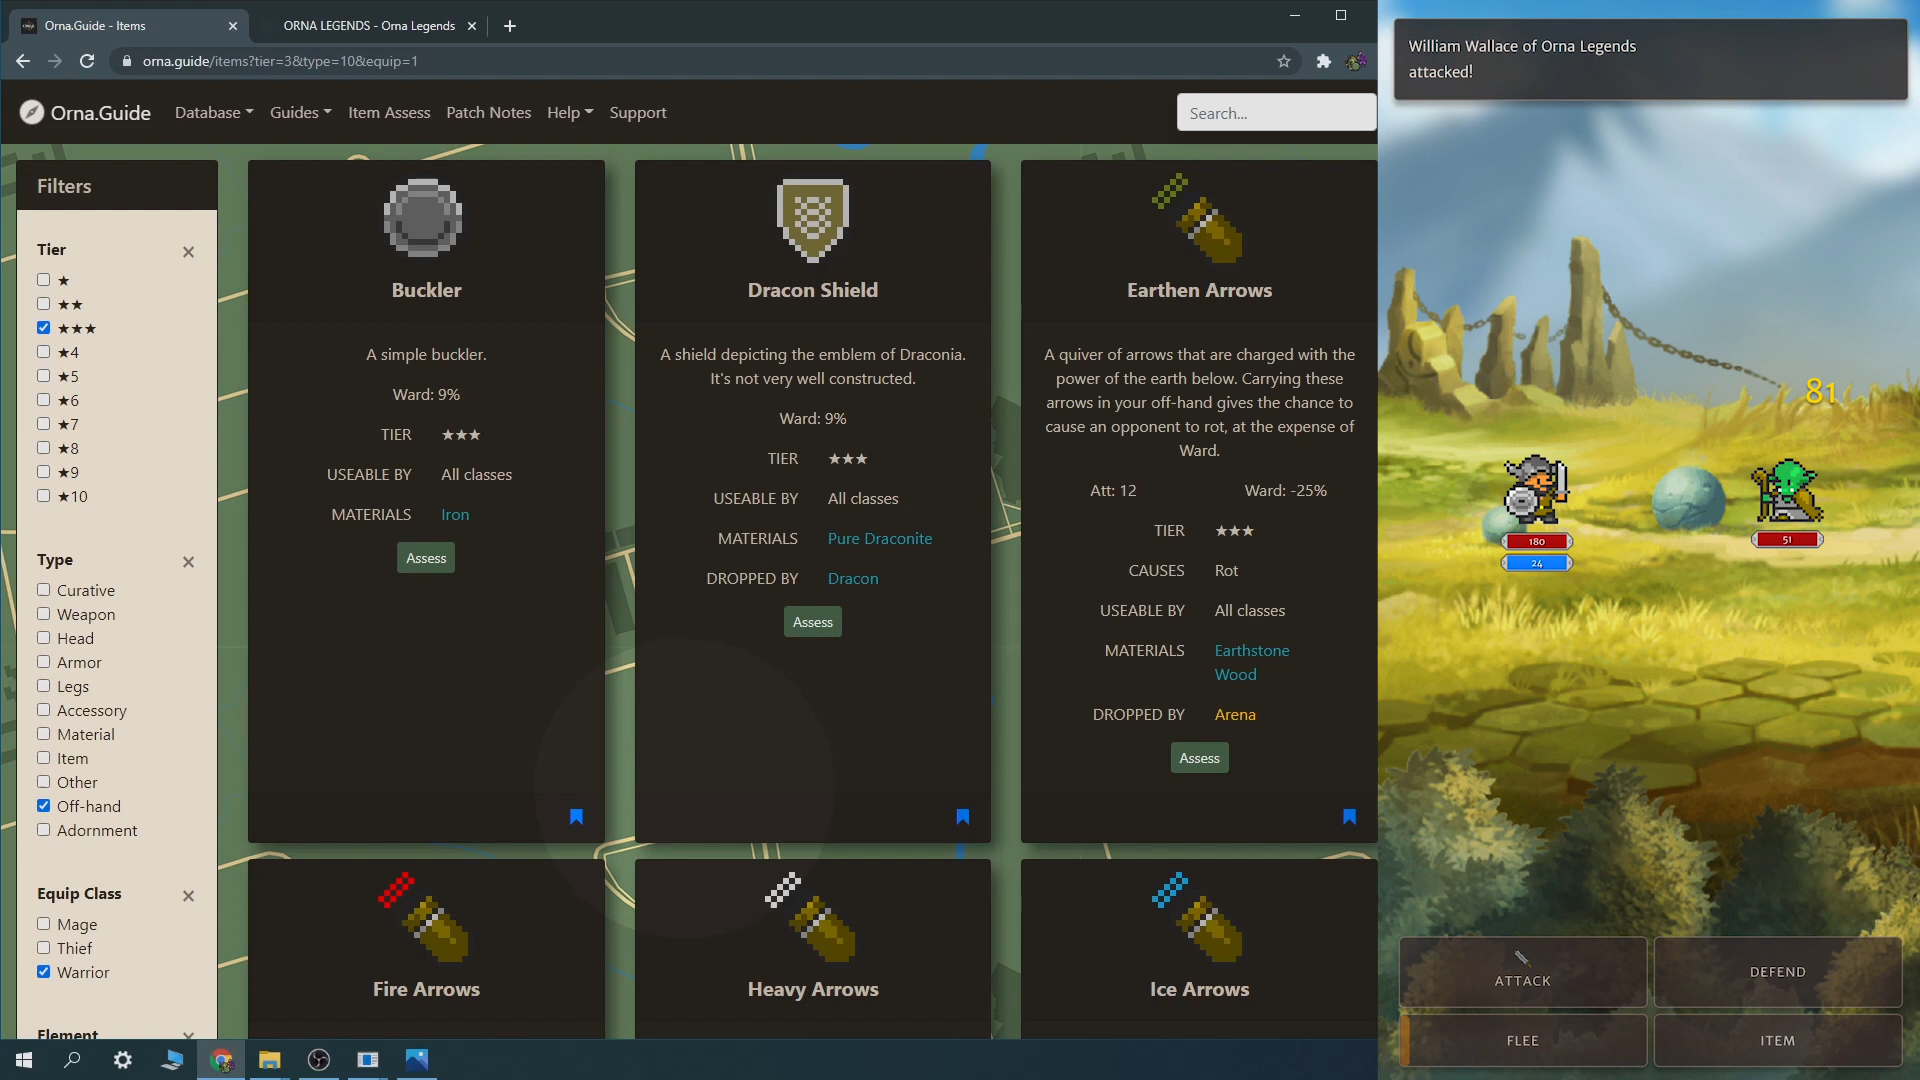 Orna.Guide - Items
ORNA LEGENDS - Orna Legends
orna.guide/items?tier=3&type=10&equip=1
Orna.Guide
Database
Guides
Item Assess
Patch Notes
Help
Support
Search...
Filters
Tier
★
★★
★★★
★4
★5
★6
★7
★8
★9
★10
Type
Curative
Weapon
Head
Armor
Legs
Accessory
Material
Item
Other
Off-hand
Adornment
Equip Class
Mage
Thief
Warrior
Element
Buckler
A simple buckler.
Ward: 9%
TIER ★★★
USEABLE BY All classes
MATERIALS Iron
Assess
Dracon Shield
A shield depicting the emblem of Draconia.
It's not very well constructed.
Ward: 9%
TIER ★★★
USEABLE BY All classes
MATERIALS Pure Draconite
DROPPED BY Dracon
Assess
Earthen Arrows
A quiver of arrows that are charged with the
power of the earth below. Carrying these
arrows in your off-hand gives the chance to
cause an opponent to rot, at the expense of
Ward.
Att: 12 Ward: -25%
TIER ★★★
CAUSES Rot
USEABLE BY All classes
MATERIALS Earthstone
Wood
DROPPED BY Arena
Assess
Fire Arrows
Heavy Arrows
Ice Arrows
William Wallace of Orna Legends
attacked!
81
180
24
51
ATTACK
DEFEND
FLEE
ITEM